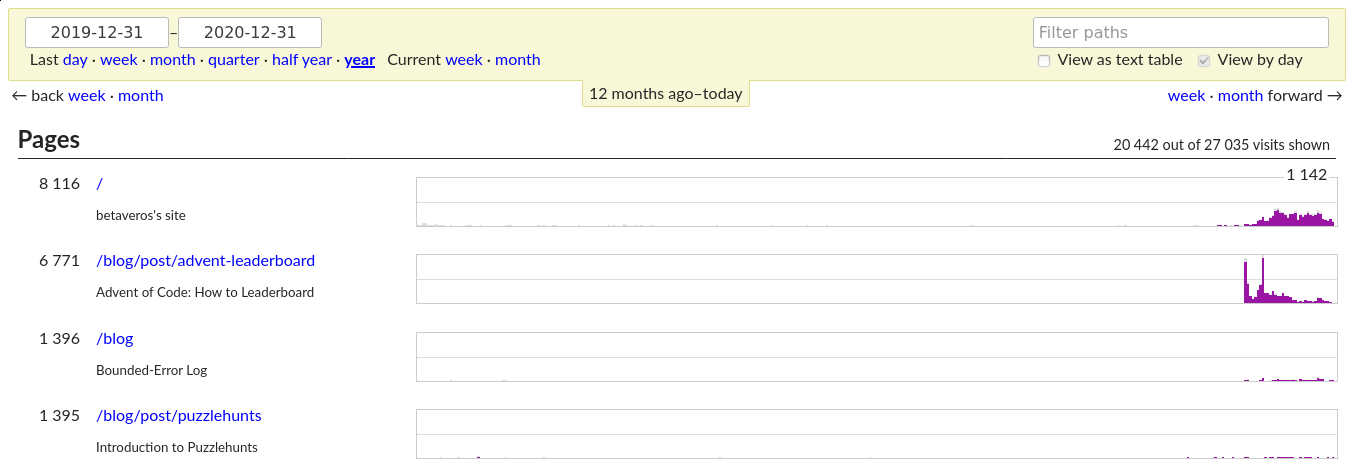 2019-12-31 – 2020-12-31 Filter paths
Last day · week · month · quarter · half year · year Current week · month View as text table View by day
← back week · month 12 months ago–today week · month forward →
Pages 20 442 out of 27 035 visits shown
8 116 / 1 142
betaveros's site
6 771 /blog/post/advent-leaderboard
Advent of Code: How to Leaderboard
1 396 /blog
Bounded-Error Log
1 395 /blog/post/puzzlehunts
Introduction to Puzzlehunts